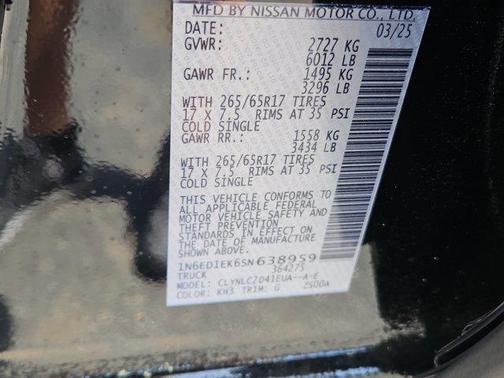 MFD BY NISSAN MOTOR CO., LTD.
DATE: 03/25
GVWR: 2727 KG
6012 LB
GAWR FR.: 1495 KG
3296 LB
WITH 265/65R17 TIRES
17 X 7.5 RIMS AT 35 PSI
COLD SINGLE
GAWR RR.: 1558 KG
3434 LB
WITH 265/65R17 TIRES
17 X 7.5 RIMS AT 35 PSI
COLD SINGLE
THIS VEHICLE CONFORMS TO
ALL APPLICABLE FEDERAL
MOTOR VEHICLE SAFETY AND
THEFT PREVENTION
STANDARDS IN EFFECT ON
THE DATE OF MANUFACTURE
SHOWN ABOVE.
1N6ED1EK6SN638959
TRUCK 364275
MODEL: CLYNLC2D41EUA--A-E
COLOR: KH3 TRIM: G 2500A